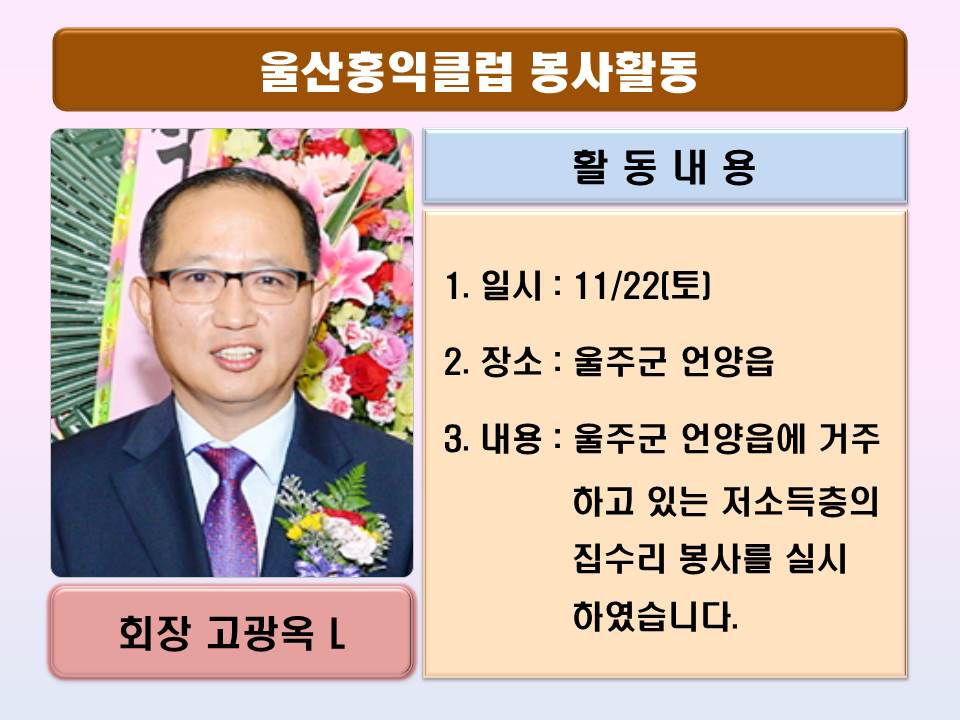 울산홍익클럽 봉사활동
활 동 내 용
1. 일시 : 11/22(토)
2. 장소 : 울주군 언양읍
3. 내용 : 울주군 언양읍에 거주
하고 있는 저소득층의
집수리 봉사를 실시
하였습니다.
회장 고광옥 L